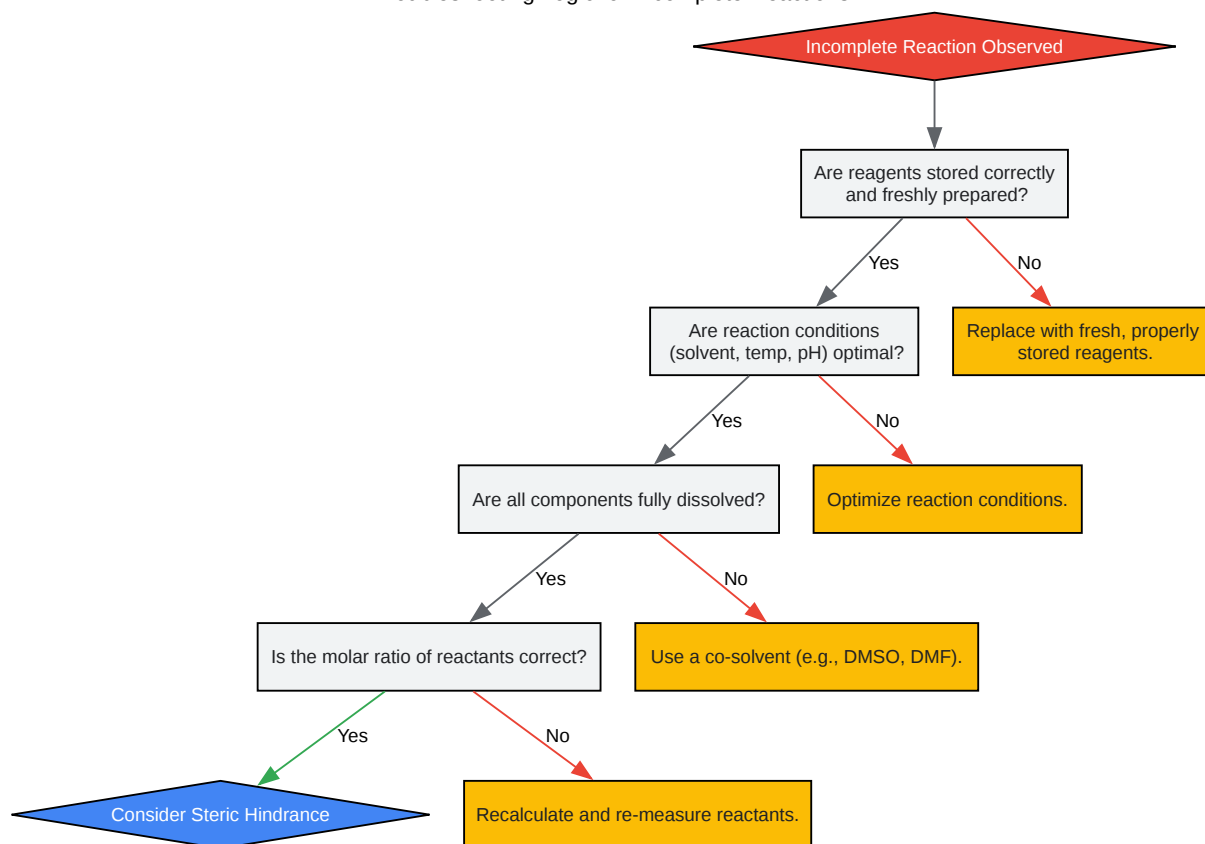 Incomplete Reaction Observed
Are reagents stored correctly
and freshly prepared?
Yes
No
Are reaction conditions
(solvent, temp, pH) optimal?
Replace with fresh, properly
stored reagents.
Yes
No
Are all components fully dissolved?
Optimize reaction conditions.
Yes
No
Is the molar ratio of reactants correct?
Use a co-solvent (e.g., DMSO, DMF).
Yes
No
Consider Steric Hindrance
Recalculate and re-measure reactants.